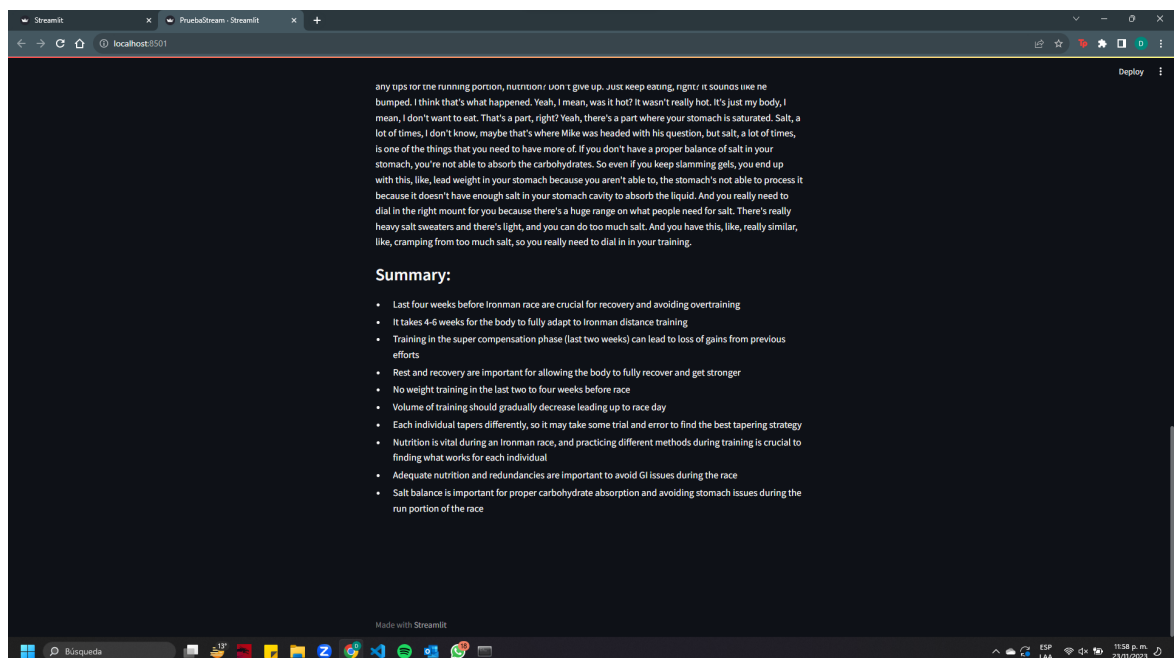 Streamlit
PruebaStream · Streamlit
localhost:8501
Deploy
any tips for the running portion, nutrition? Don't give up. Just keep eating, right? It sounds like he
bumped. I think that's what happened. Yeah, I mean, was it hot? It wasn't really hot. It's just my body, I
mean, I don't want to eat. That's a part, right? Yeah, there's a part where your stomach is saturated. Salt, a
lot of times, I don't know, maybe that's where Mike was headed with his question, but salt, a lot of times,
is one of the things that you need to have more of. If you don't have a proper balance of salt in your
stomach, you're not able to absorb the carbohydrates. So even if you keep slamming gels, you end up
with this, like, lead weight in your stomach because you aren't able to, the stomach's not able to process it
because it doesn't have enough salt in your stomach cavity to absorb the liquid. And you really need to
dial in the right mount for you because there's a huge range on what people need for salt. There's really
heavy salt sweaters and there's light, and you can do too much salt. And you have this, like, really similar,
like, cramping from too much salt, so you really need to dial in in your training.
Summary:
• Last four weeks before Ironman race are crucial for recovery and avoiding overtraining
• It takes 4-6 weeks for the body to fully adapt to Ironman distance training
• Training in the super compensation phase (last two weeks) can lead to loss of gains from previous
efforts
• Rest and recovery are important for allowing the body to fully recover and get stronger
• No weight training in the last two to four weeks before race
• Volume of training should gradually decrease leading up to race day
• Each individual tapers differently, so it may take some trial and error to find the best tapering strategy
• Nutrition is vital during an Ironman race, and practicing different methods during training is crucial to
finding what works for each individual
• Adequate nutrition and redundancies are important to avoid GI issues during the race
• Salt balance is important for proper carbohydrate absorption and avoiding stomach issues during the
run portion of the race
Made with Streamlit
Búsqueda
13°
ESP
LAA
11:58 p. m.
23/11/2023